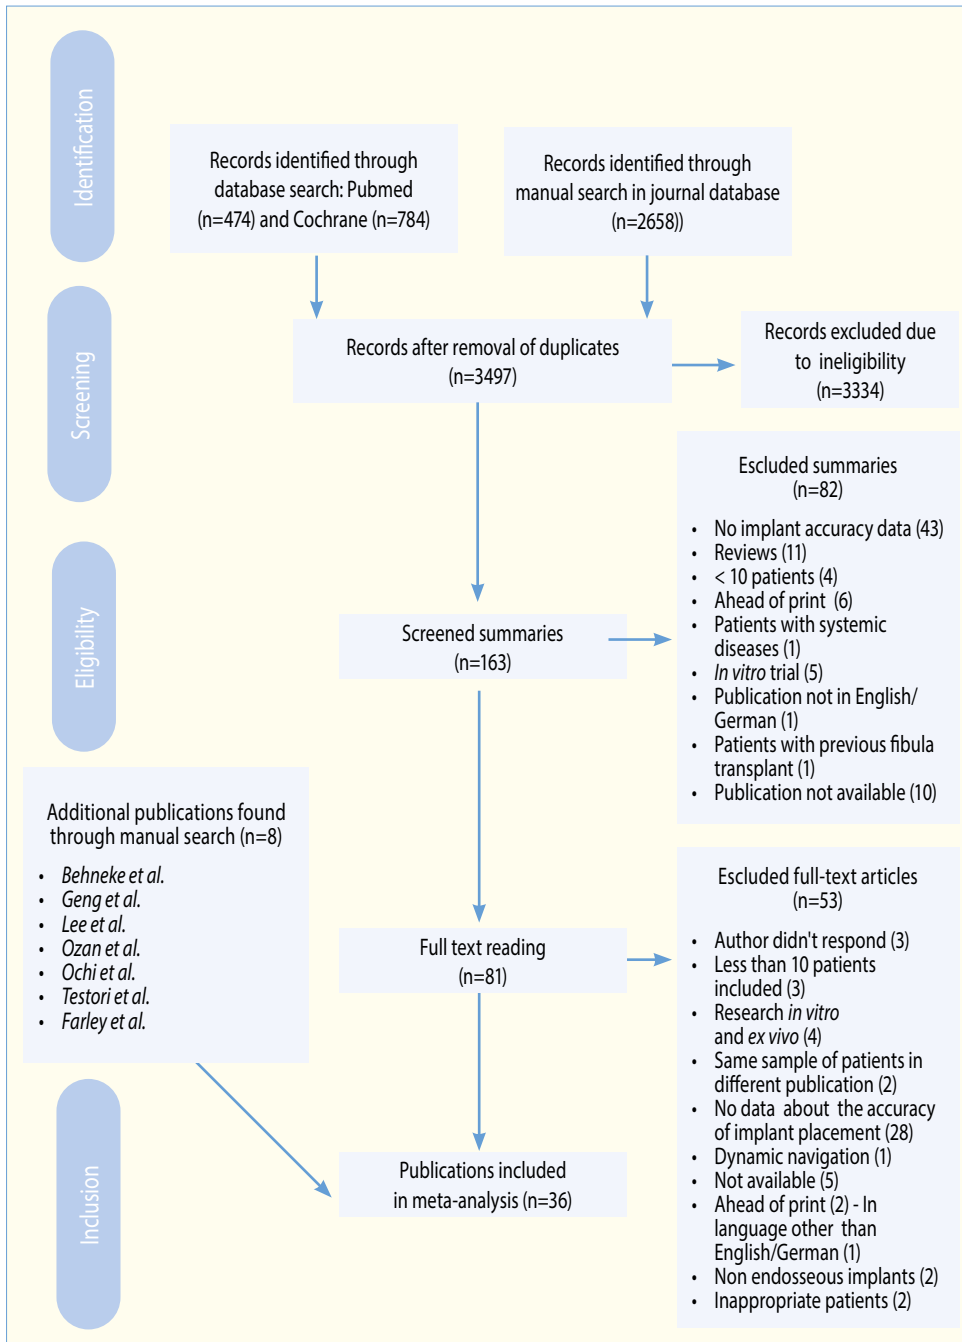 Identification
Records identified through
database search: Pubmed
(n=474) and Cochrane (n=784)
Records identified through
manual search in journal database
(n=2658))
Screening
Records after removal of duplicates
(n=3497)
Records excluded due
to ineligibility
(n=3334)
Eligibility
Screened summaries
(n=163)
Escluded summaries
(n=82)
• No implant accuracy data (43)
• Reviews (11)
• < 10 patients (4)
• Ahead of print (6)
• Patients with systemic
diseases (1)
• In vitro trial (5)
• Publication not in English/
German (1)
• Patients with previous fibula
transplant (1)
• Publication not available (10)
Additional publications found
through manual search (n=8)
• Behneke et al.
• Geng et al.
• Lee et al.
• Ozan et al.
• Ochi et al.
• Testori et al.
• Farley et al.
Full text reading
(n=81)
Escluded full-text articles
(n=53)
• Author didn't respond (3)
• Less than 10 patients
included (3)
• Research in vitro
and ex vivo (4)
• Same sample of patients in
different publication (2)
• No data about the accuracy
of implant placement (28)
• Dynamic navigation (1)
• Not available (5)
• Ahead of print (2) - In
language other than
English/German (1)
• Non endosseous implants (2)
• Inappropriate patients (2)
Inclusion
Publications included
in meta-analysis (n=36)